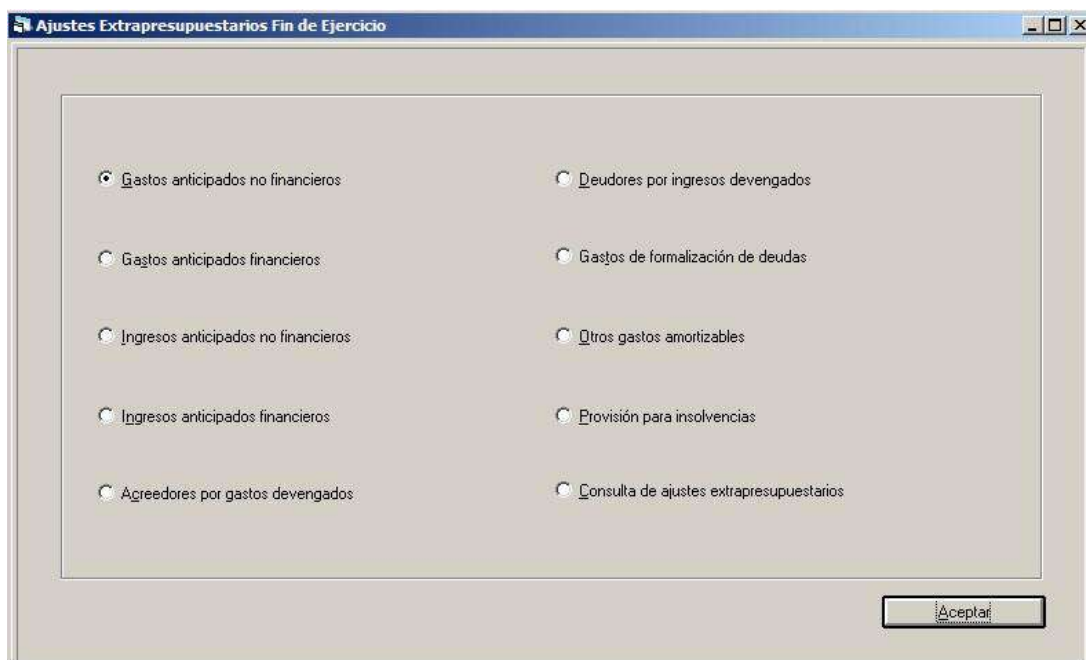 Ajustes Extrapresupuestarios Fin de Ejercicio
Gastos anticipados no financieros
Deudores por ingresos devengados
Gastos anticipados financieros
Gastos de formalización de deudas
Ingresos anticipados no financieros
Otros gastos amortizables
Ingresos anticipados financieros
Provisión para insolvencias
Acreedores por gastos devengados
Consulta de ajustes extrapresupuestarios
Aceptar